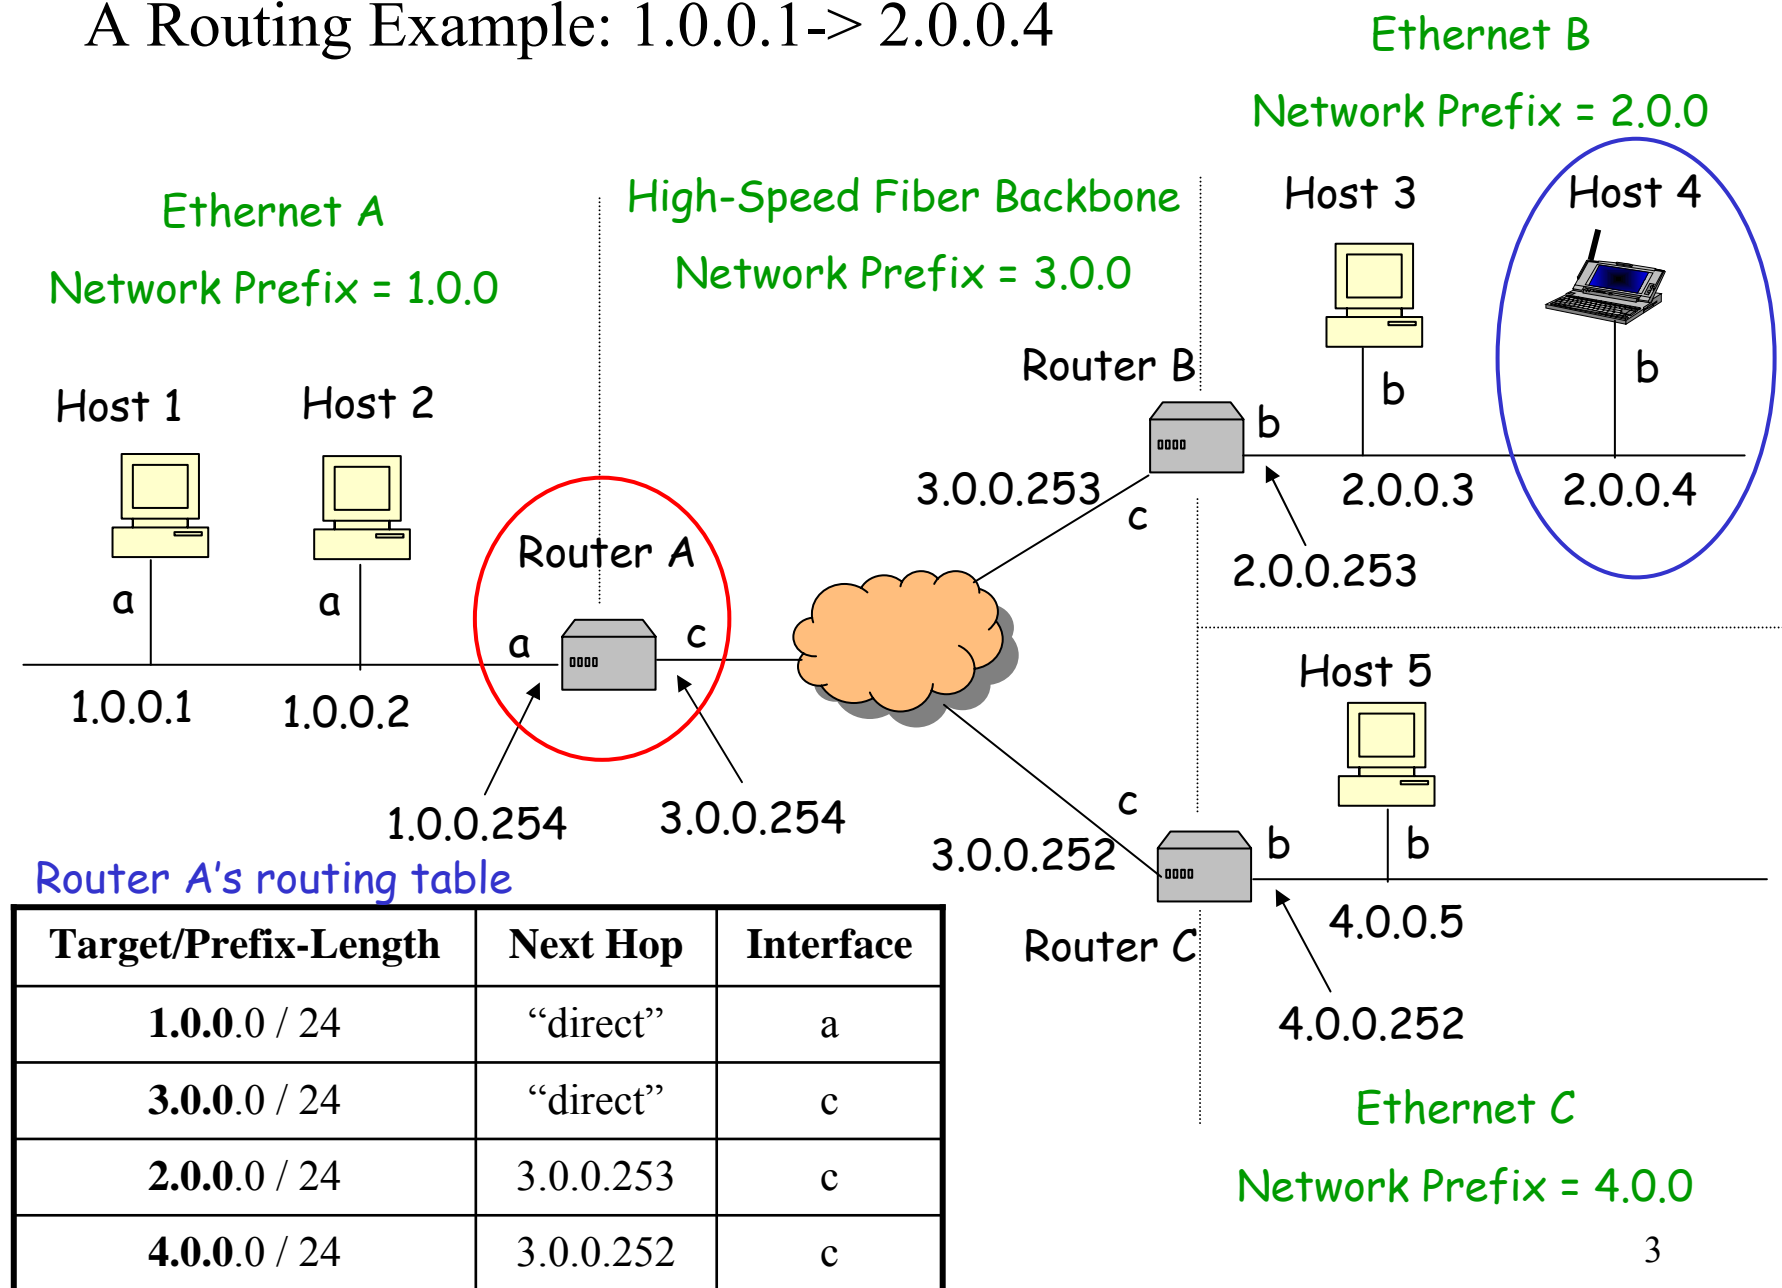 A Routing Example: 1.0.0.1-> 2.0.0.4
Ethernet B
Network Prefix = 2.0.0
Ethernet A
Network Prefix = 1.0.0
High-Speed Fiber Backbone
Network Prefix = 3.0.0
Host 3
Host 4
Router B
b
b
b
Host 1
Host 2
3.0.0.253
c
2.0.0.3
2.0.0.4
2.0.0.253
Router A
a
a
a
c
1.0.0.1
1.0.0.2
1.0.0.254
3.0.0.254
Host 5
c
3.0.0.252
b
b
4.0.0.5
Router C
4.0.0.252
Ethernet C
Network Prefix = 4.0.0
Router A's routing table
Target/Prefix-Length Next Hop Interface
1.0.0.0 / 24 “direct” a
3.0.0.0 / 24 “direct” c
2.0.0.0 / 24 3.0.0.253 c
4.0.0.0 / 24 3.0.0.252 c
3